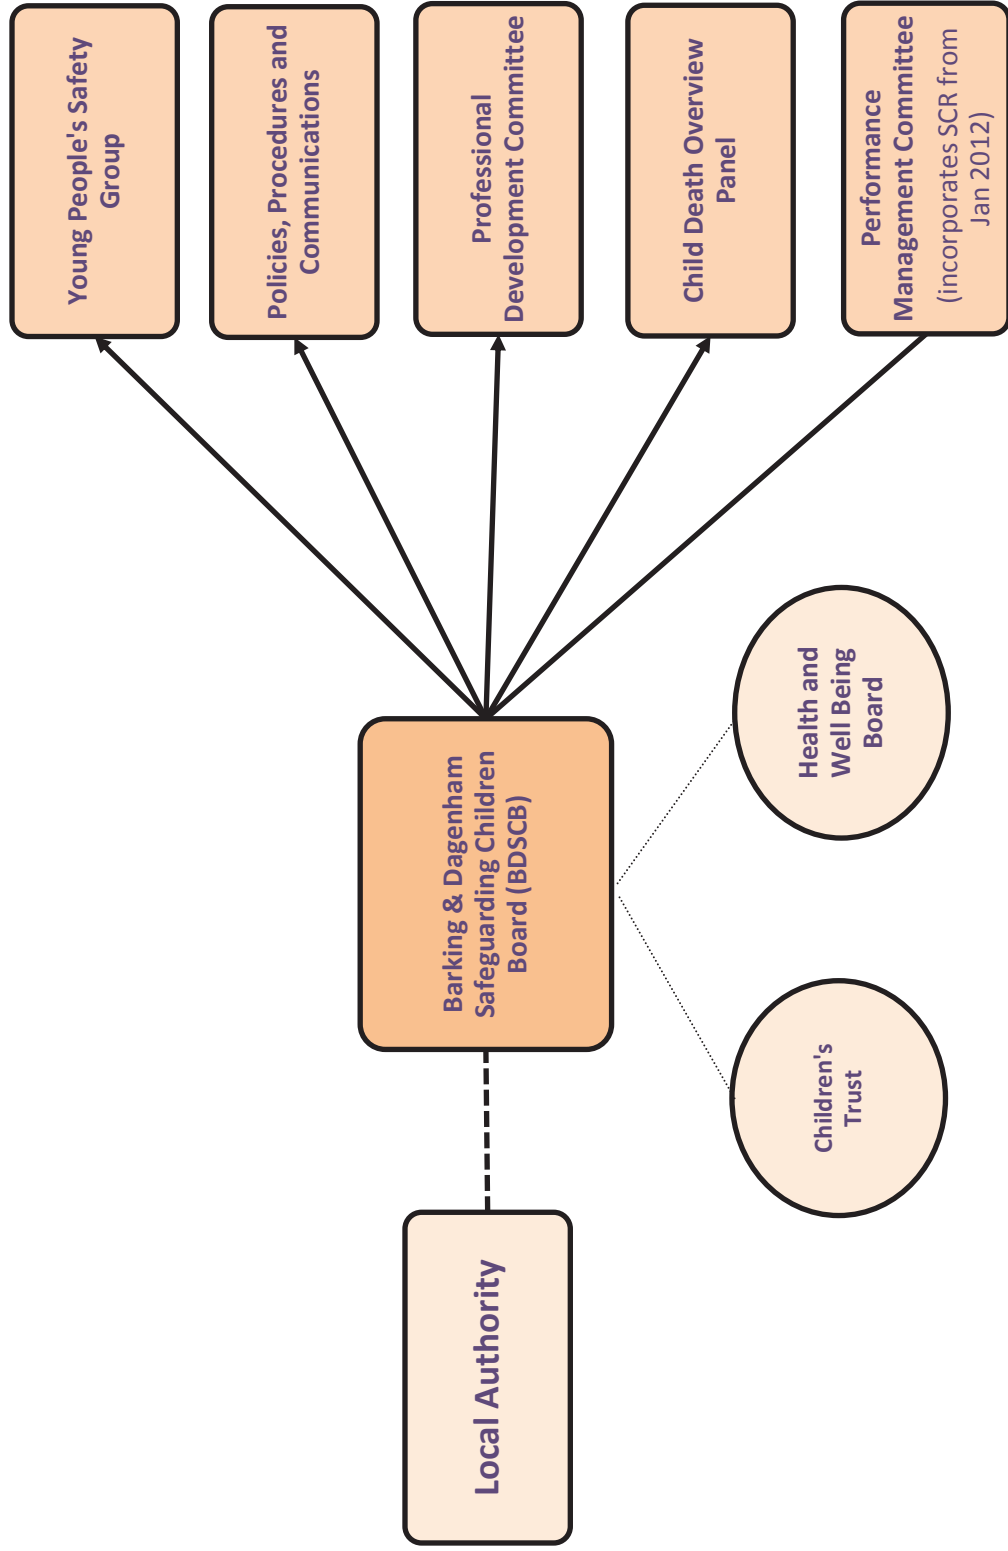 Young People's Safety
Group
Policies, Procedures and
Communications
Professional
Development Committee
Child Death Overview
Panel
Performance
Management Committee
(incorporates SCR from
Jan 2012)
Barking & Dagenham
Safeguarding Children
Board (BDSCB)
Health and
Well Being
Board
Children's
Trust
Local Authority